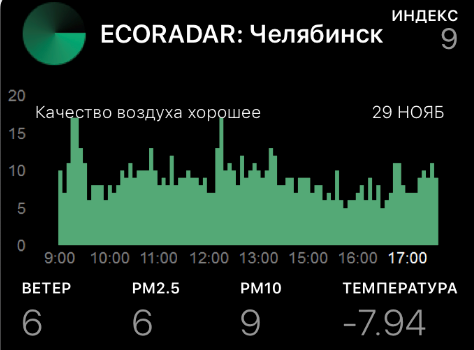 ИНДЕКС
ECORADAR: Челябинск
9
20
Качество воздуха хорошее 29 НОЯБ
15
10
5
0
9:00 10:00 11:00 12:00 13:00 15:00 16:00 17:00
ВЕТЕР PM2.5 PM10 ТЕМПЕРАТУРА
6 6 9 -7.94